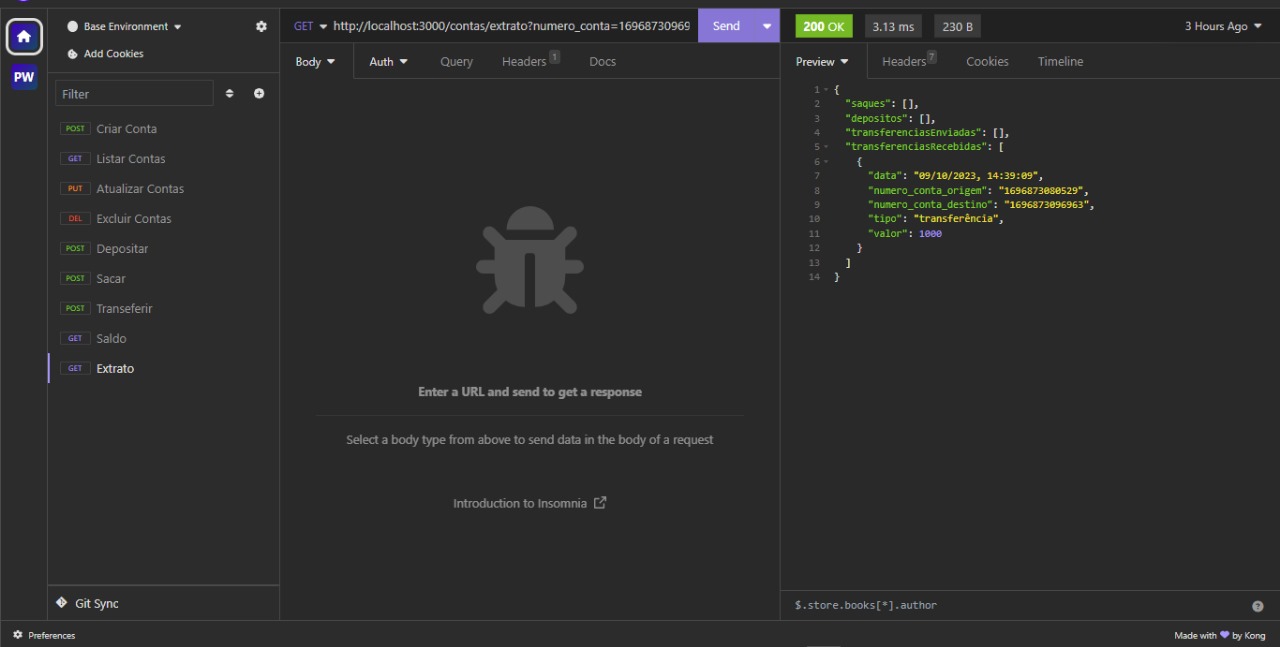 Base Environment
Add Cookies
PW
Filter
POST Criar Conta
GET Listar Contas
PUT Atualizar Contas
DEL Excluir Contas
POST Depositar
POST Sacar
POST Transeferir
GET Saldo
GET Extrato
Git Sync
Preferences
GET http://localhost:3000/contas/extrato?numero_conta=16968730969
Send
Body Auth Query Headers 1 Docs
Enter a URL and send to get a response
Select a body type from above to send data in the body of a request
Introduction to Insomnia
200 OK 3.13 ms 230 B 3 Hours Ago
Preview Headers 7 Cookies Timeline
1 {
2 "saques": [],
3 "depositos": [],
4 "transferenciasEnviadas": [],
5 "transferenciasRecebidas": [
6 {
7 "data": "09/10/2023, 14:39:09",
8 "numero_conta_origem": "1696873080529",
9 "numero_conta_destino": "1696873096963",
10 "tipo": "transferência",
11 "valor": 1000
12 }
13 ]
14 }
$.store.books[*].author
?
Made with 💜 by Kong